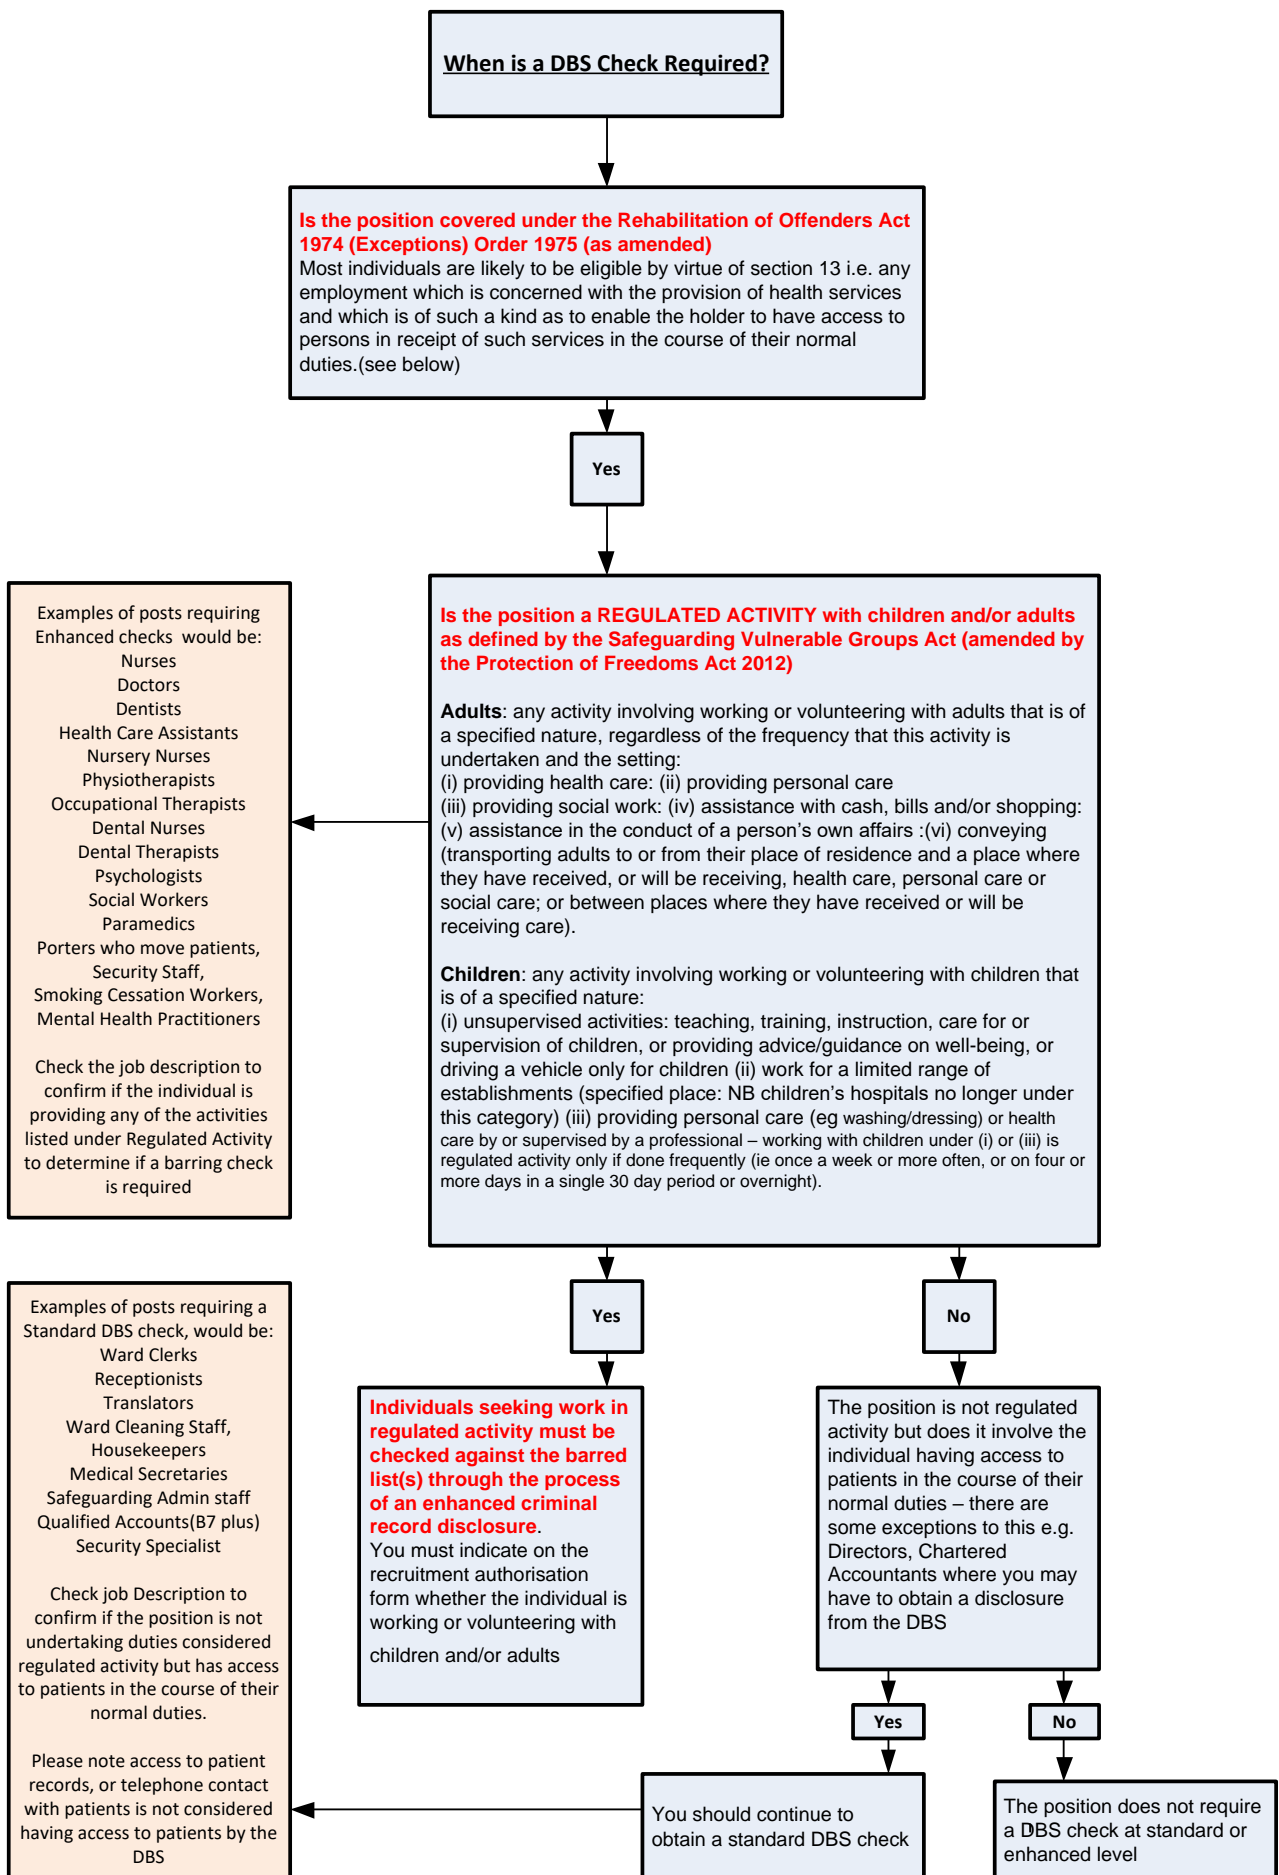 When is a DBS Check Required?
Is the position covered under the Rehabilitation of Offenders Act
1974 (Exceptions) Order 1975 (as amended)
Most individuals are likely to be eligible by virtue of section 13 i.e. any
employment which is concerned with the provision of health services
and which is of such a kind as to enable the holder to have access to
persons in receipt of such services in the course of their normal
duties.(see below)
Yes
Examples of posts requiring
Enhanced checks would be:
Nurses
Doctors
Dentists
Health Care Assistants
Nursery Nurses
Physiotherapists
Occupational Therapists
Dental Nurses
Dental Therapists
Psychologists
Social Workers
Paramedics
Porters who move patients,
Security Staff,
Smoking Cessation Workers,
Mental Health Practitioners
Check the job description to
confirm if the individual is
providing any of the activities
listed under Regulated Activity
to determine if a barring check
is required
Is the position a REGULATED ACTIVITY with children and/or adults
as defined by the Safeguarding Vulnerable Groups Act (amended by
the Protection of Freedoms Act 2012)
Adults: any activity involving working or volunteering with adults that is of
a specified nature, regardless of the frequency that this activity is
undertaken and the setting:
(i) providing health care: (ii) providing personal care
(iii) providing social work: (iv) assistance with cash, bills and/or shopping:
(v) assistance in the conduct of a person's own affairs :(vi) conveying
(transporting adults to or from their place of residence and a place where
they have received, or will be receiving, health care, personal care or
social care; or between places where they have received or will be
receiving care).
Children: any activity involving working or volunteering with children that
is of a specified nature:
(i) unsupervised activities: teaching, training, instruction, care for or
supervision of children, or providing advice/guidance on well-being, or
driving a vehicle only for children (ii) work for a limited range of
establishments (specified place: NB children's hospitals no longer under
this category) (iii) providing personal care (eg washing/dressing) or health
care by or supervised by a professional – working with children under (i) or (iii) is
regulated activity only if done frequently (ie once a week or more often, or on four or
more days in a single 30 day period or overnight).
Yes
No
Examples of posts requiring a
Standard DBS check, would be:
Ward Clerks
Receptionists
Translators
Ward Cleaning Staff,
Housekeepers
Medical Secretaries
Safeguarding Admin staff
Qualified Accounts(B7 plus)
Security Specialist
Check job Description to
confirm if the position is not
undertaking duties considered
regulated activity but has access
to patients in the course of their
normal duties.
Please note access to patient
records, or telephone contact
with patients is not considered
having access to patients by the
DBS
Individuals seeking work in
regulated activity must be
checked against the barred
list(s) through the process
of an enhanced criminal
record disclosure.
You must indicate on the
recruitment authorisation
form whether the individual is
working or volunteering with
children and/or adults
The position is not regulated
activity but does it involve the
individual having access to
patients in the course of their
normal duties – there are
some exceptions to this e.g.
Directors, Chartered
Accountants where you may
have to obtain a disclosure
from the DBS
Yes
No
You should continue to
obtain a standard DBS check
The position does not require
a DBS check at standard or
enhanced level